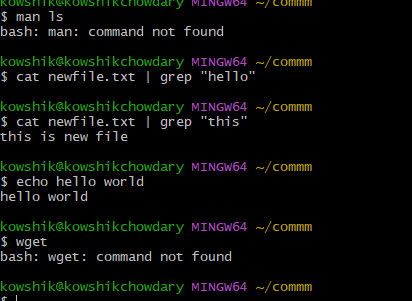 kowshik@kowshikchowdary MINGW64 ~/commm
$ man ls
bash: man: command not found
kowshik@kowshikchowdary MINGW64 ~/commm
$ cat newfile.txt | grep "hello"
kowshik@kowshikchowdary MINGW64 ~/commm
$ cat newfile.txt | grep "this"
this is new file
kowshik@kowshikchowdary MINGW64 ~/commm
$ echo hello world
hello world
kowshik@kowshikchowdary MINGW64 ~/commm
$ wget
bash: wget: command not found
kowshik@kowshikchowdary MINGW64 ~/commm
$